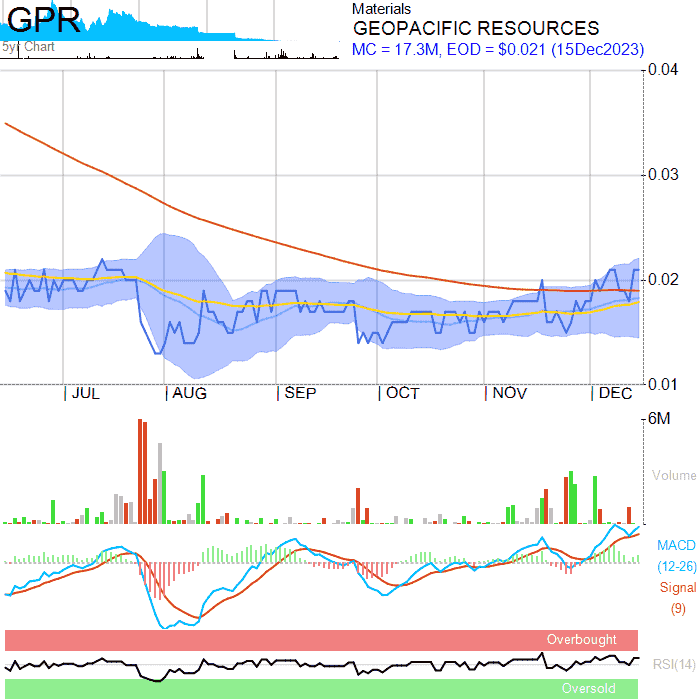 GPR
5yr Chart
Materials
GEOPACIFIC RESOURCES
MC = 17.3M, EOD = $0.021 (15Dec2023)
0.04
0.03
0.02
0.01
JUL AUG SEP OCT NOV DEC
6M
Volume
MACD
(12-26)
Signal
(9)
Overbought
RSI(14)
Oversold